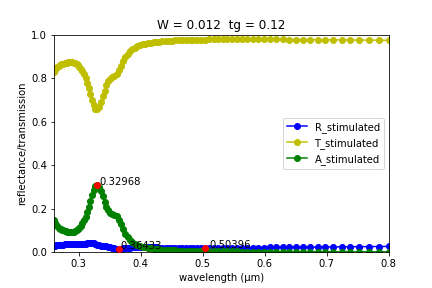 W = 0.012  tg = 0.12
reflectance/transmission
1.0
0.8
0.6
0.4
0.2
0.0
R_stimulated
T_stimulated
A_stimulated
0.32968
0.50396
0.3
0.4
0.5
0.6
0.7
0.8
wavelength (μm)